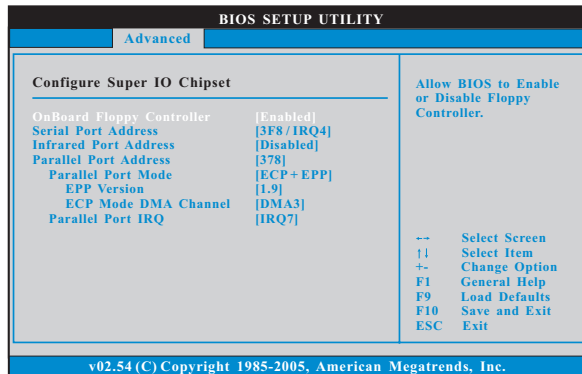 BIOS SETUP UTILITY
Advanced
Configure Super IO Chipset
OnBoard Floppy Controller [Enabled]
Serial Port Address [3F8 / IRQ4]
Infrared Port Address [Disabled]
Parallel Port Address [378]
Parallel Port Mode [ECP + EPP]
EPP Version [1.9]
ECP Mode DMA Channel [DMA3]
Parallel Port IRQ [IRQ7]
Allow BIOS to Enable
or Disable Floppy
Controller.
←→ Select Screen
↑↓ Select Item
+- Change Option
F1 General Help
F9 Load Defaults
F10 Save and Exit
ESC Exit
v02.54 (C) Copyright 1985-2005, American Megatrends, Inc.